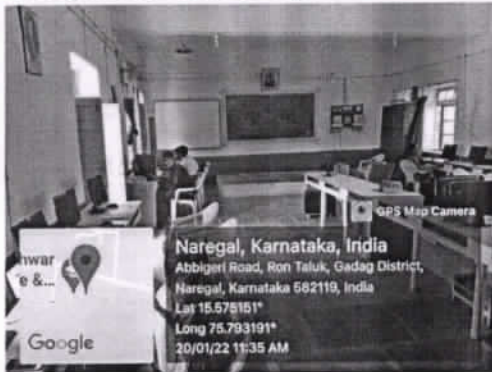 GPS Map Camera
hwar
e &...
Google
Naregal, Karnataka, India
Abbigeri Road, Ron Taluk, Gadag District,
Naregal, Karnataka 582119, India
Lat 15.575151°
Long 75.793191°
20/01/22 11:35 AM